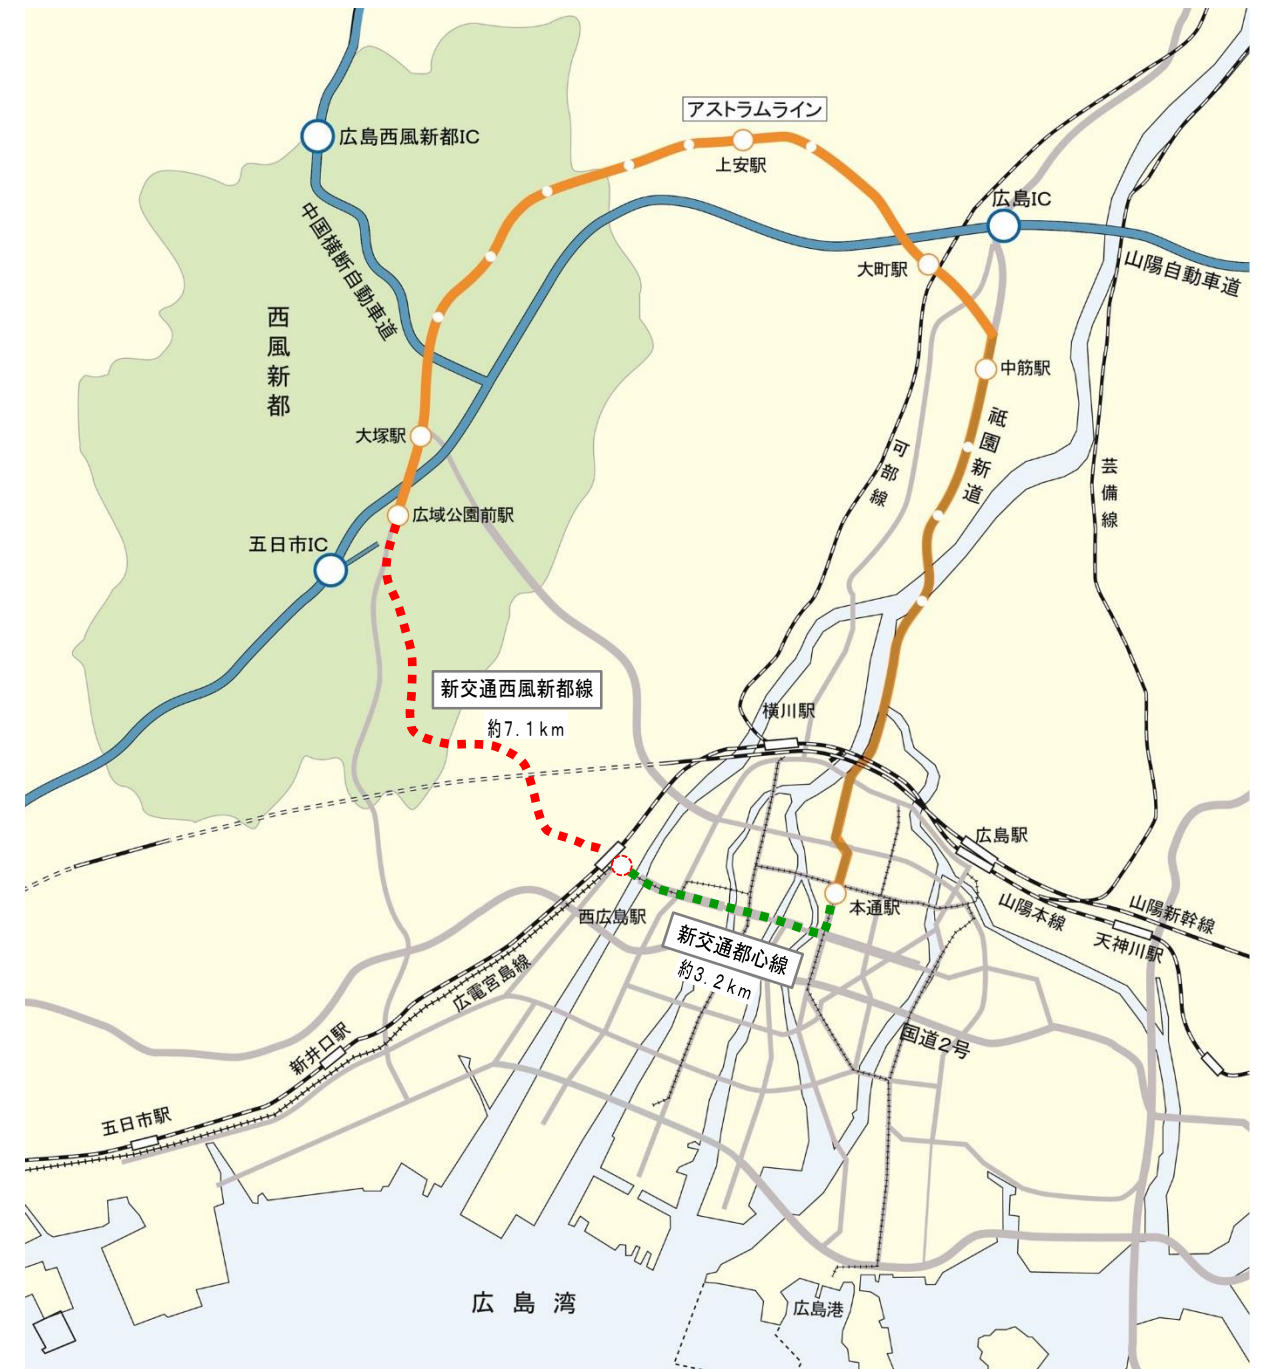 アストラムライン
広島西風新都IC
上安駅
広島IC
中国横断自動車道
大町駅
山陽自動車道
西風新都
中筋駅
大塚駅
祗園新道
可部線
芸備線
広域公園前駅
五日市IC
新交通西風新都線
約7.1km
横川駅
広島駅
本通駅
西広島駅
山陽本線
山陽新幹線
天神川駅
新交通都心線
約3.2km
広電宮島線
国道2号
新井口駅
五日市駅
広島湾
広島港